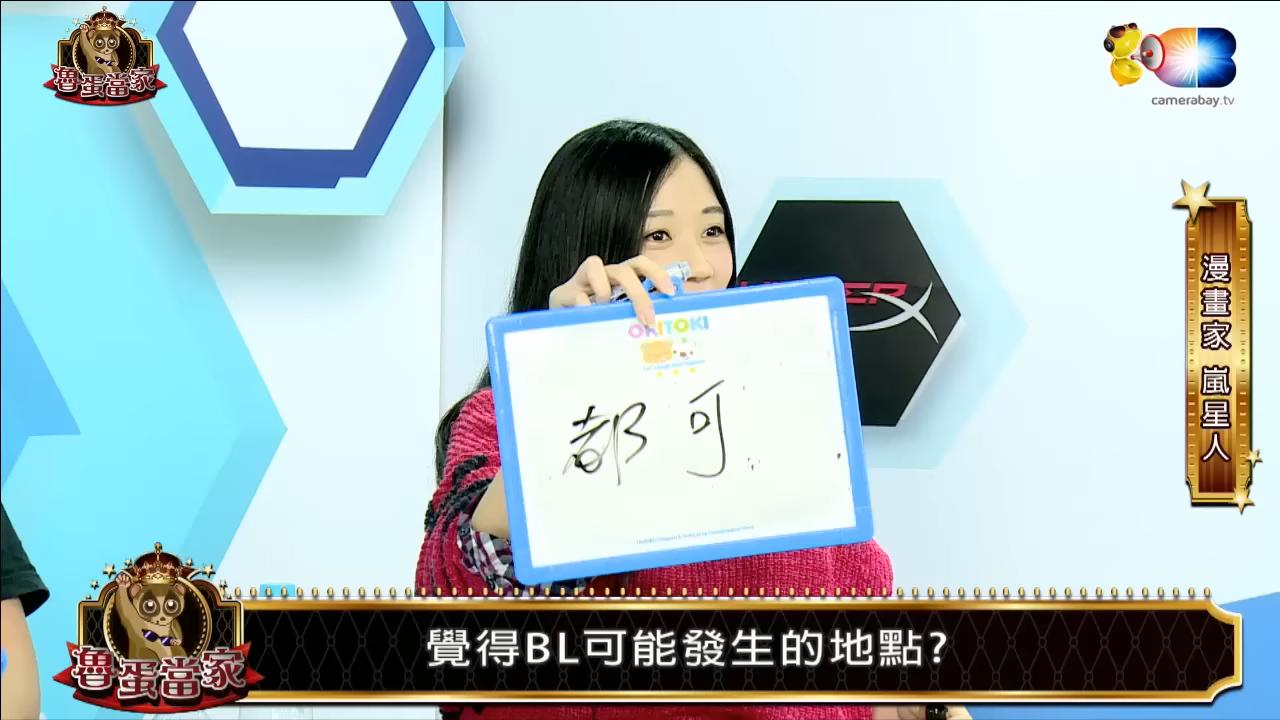 魯蛋當家
camerabay.tv
漫畫家 嵐星人
HYPERX
OKITOKI
都可
覺得BL可能發生的地點?
魯蛋當家